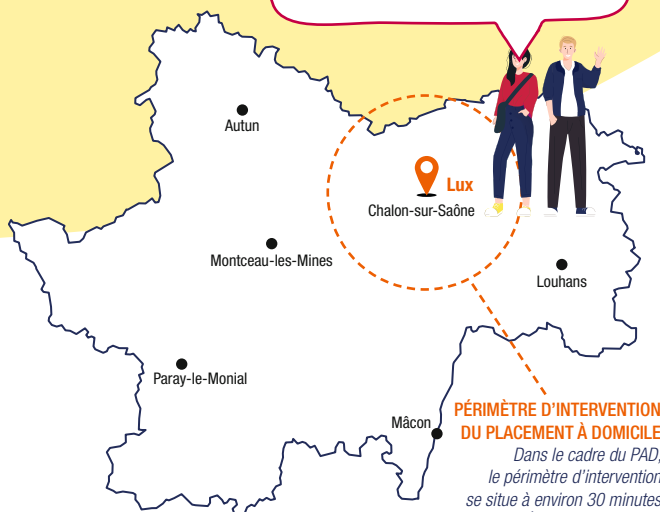 Autun
Lux
Chalon-sur-Saône
Montceau-les-Mines
Louhans
Paray-le-Monial
Mâcon
PÉRIMÈTRE D’INTERVENTION
DU PLACEMENT À DOMICILE
Dans le cadre du PAD,
le périmètre d’intervention
se situe à environ 30 minutes